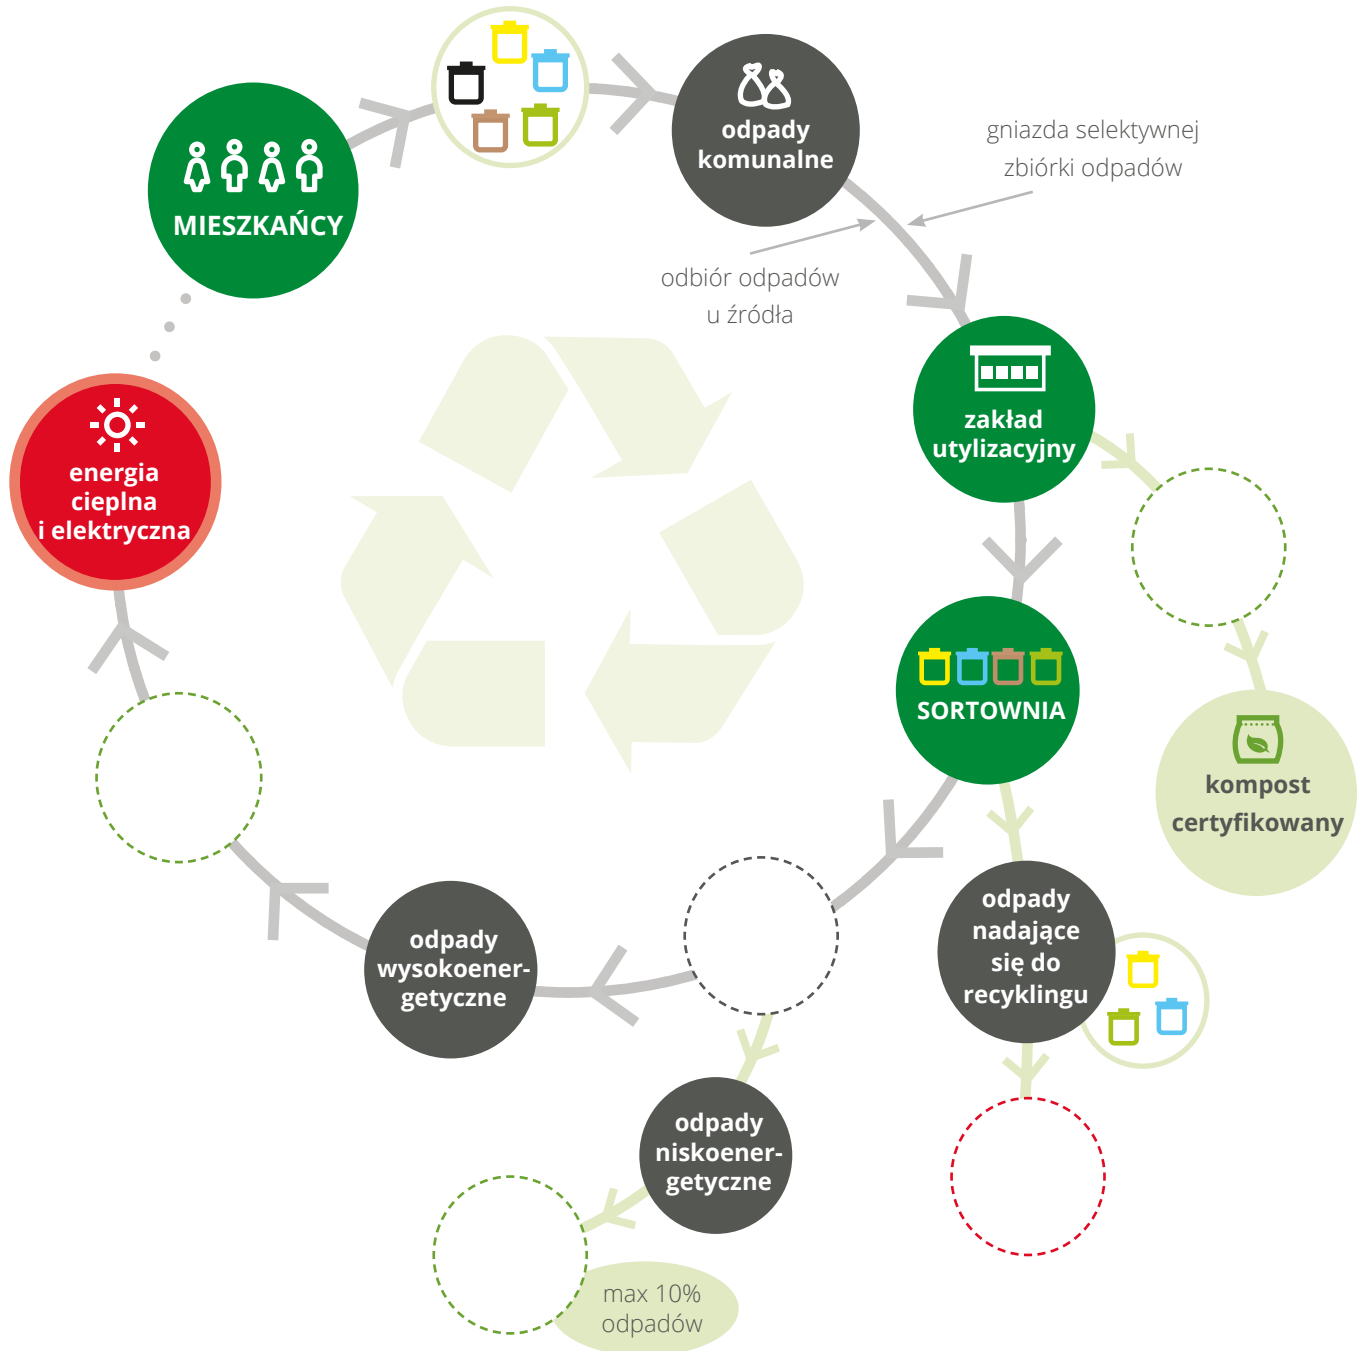 MIESZKAŃCY
odpady
komunalne
gniazda selektywnej
zbiórki odpadów
odbiór odpadów
u źródła
zakład
utylizacyjny
energia
cieplna
i elektryczna
SORTOWNIA
kompost
certyfikowany
odpady
nadające
się do
recyklingu
odpady
wysokoener-
getyczne
odpady
niskoener-
getyczne
max 10%
odpadów